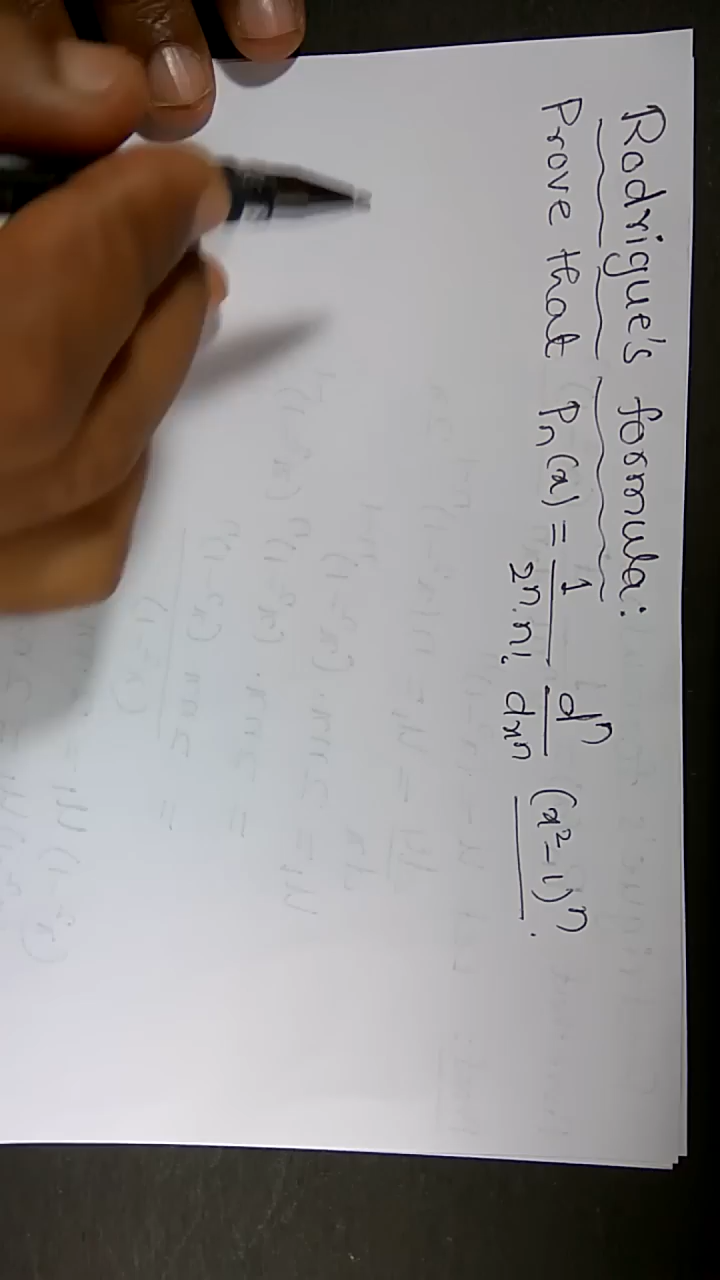 Rodrigue's formula:
Prove that Pn(x) = 1/2^n.n! d^n/dx^n (x²-1)^n.